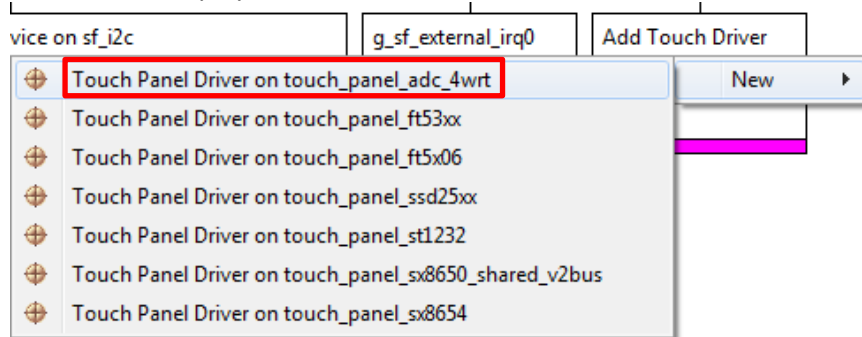 vice on sf_i2c
g_sf_external_irq0
Add Touch Driver
Touch Panel Driver on touch_panel_adc_4wrt
New
Touch Panel Driver on touch_panel_ft53xx
Touch Panel Driver on touch_panel_ft5x06
Touch Panel Driver on touch_panel_ssd25xx
Touch Panel Driver on touch_panel_st1232
Touch Panel Driver on touch_panel_sx8650_shared_v2bus
Touch Panel Driver on touch_panel_sx8654